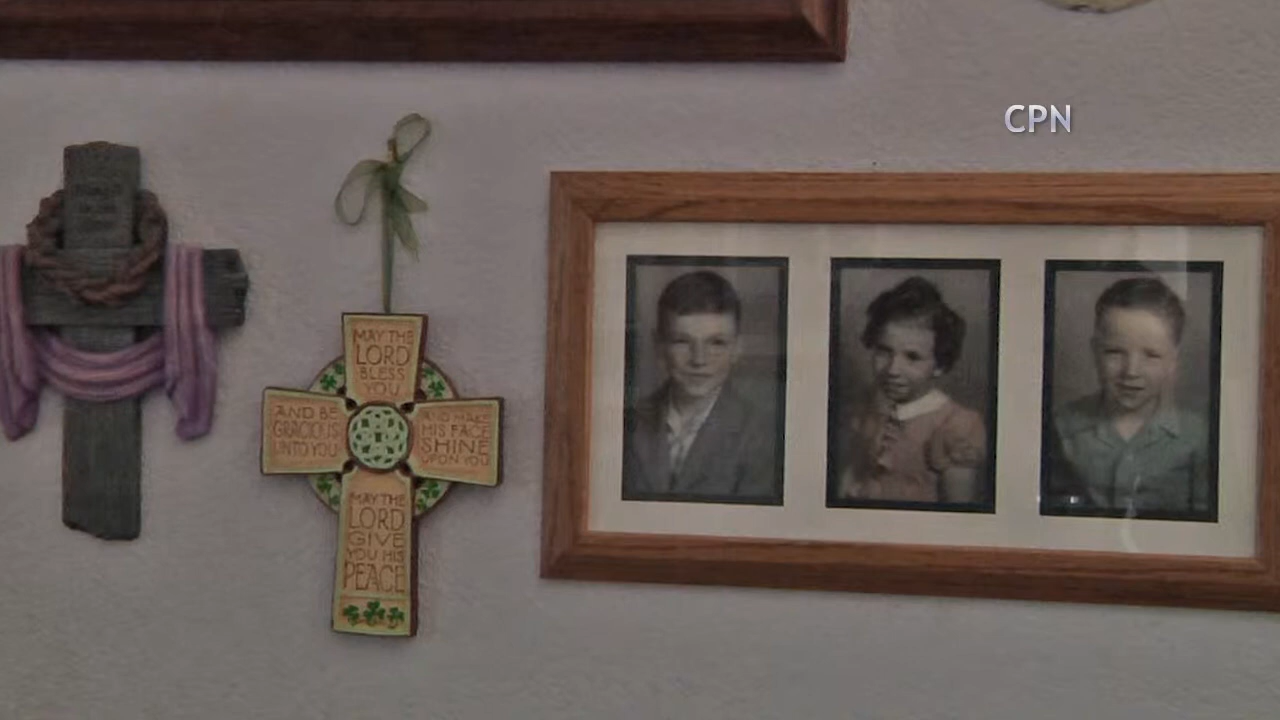 CPN
MAY THE
LORD
BLESS
YOU
AND BE
GRACIOUS
UNTO YOU
AND MAKE
HIS FACE
SHINE
UPON YOU
MAY THE
LORD
GIVE
YOU HIS
PEACE